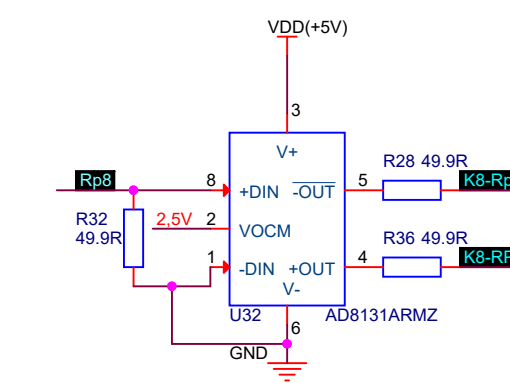 VDD(+5V)
3
V+
R28 49.9R
Rp8
8
+DIN
-OUT
5
K8-Rp
R32
49.9R
2,5V
2
VOCM
R36 49.9R
1
-DIN
+OUT
4
K8-RP
V-
U32
6
AD8131ARMZ
GND